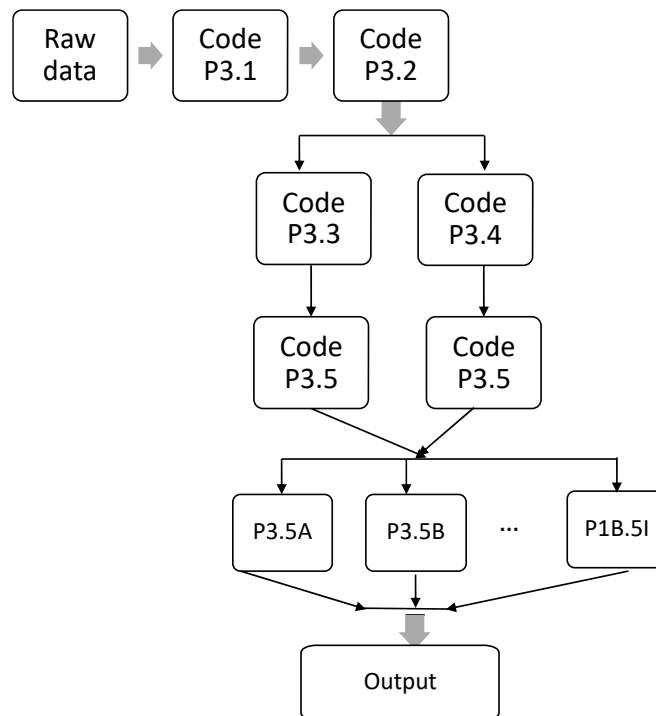 Raw
data
Code
P3.1
Code
P3.2
Code
P3.3
Code
P3.4
Code
P3.5
Code
P3.5
P3.5A
P3.5B
...
P1B.5I
Output